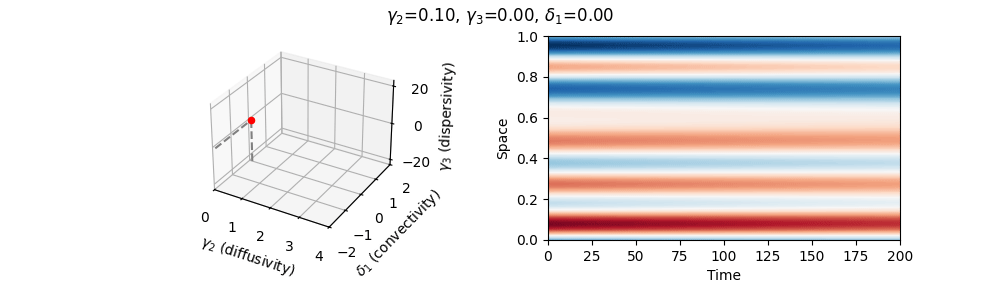 γ₂=0.10, γ₃=0.00, δ₁=0.00
20
0
−20
γ₃ (dispersivity)
2
1
0
−1
−2
δ₁ (convectivity)
0
1
2
3
4
γ₂ (diffusivity)
1.0
0.8
0.6
0.4
0.2
0.0
Space
0 25 50 75 100 125 150 175 200
Time